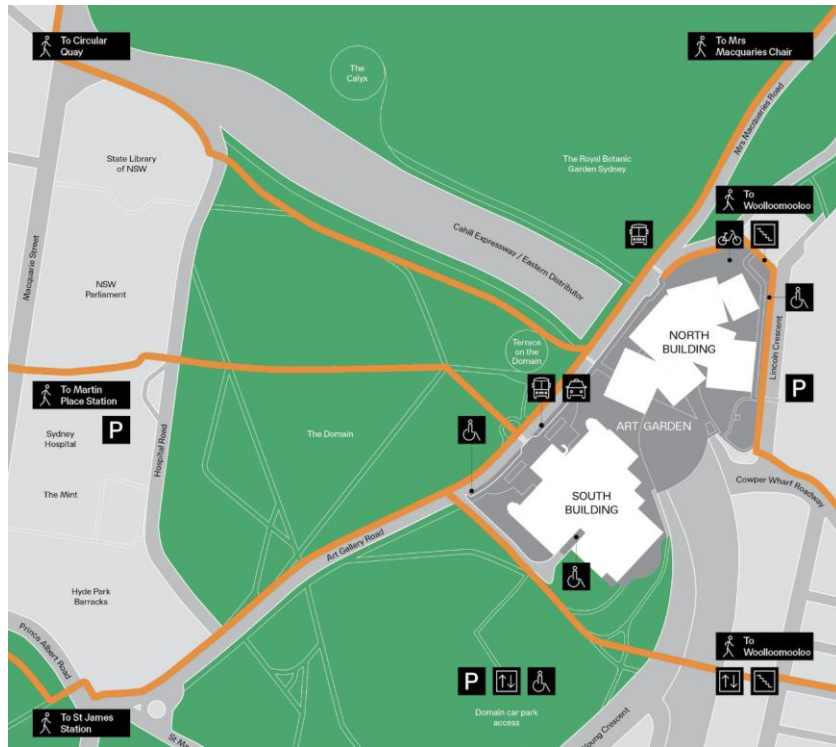 To Circular
Quay
To Mrs
Macquaries Chair
The
Calyx
Mrs Macquaries Road
State Library
of NSW
The Royal Botanic
Garden Sydney
To
Woolloomooloo
Macquarie Street
Cahill Expressway / Eastern Distributor
NSW
Parliament
NORTH
BUILDING
Lincoln Crescent
Terrace
on the
Domain
To Martin
Place Station
P
P
Sydney
Hospital
Hospital Road
The Domain
ART GARDEN
The Mint
SOUTH
BUILDING
Cowper Wharf Roadway
Art Gallery Road
Hyde Park
Barracks
Prince Albert Road
To
Woolloomooloo
P
Domain car park
access
To St James
Station
St M
oung Crescent